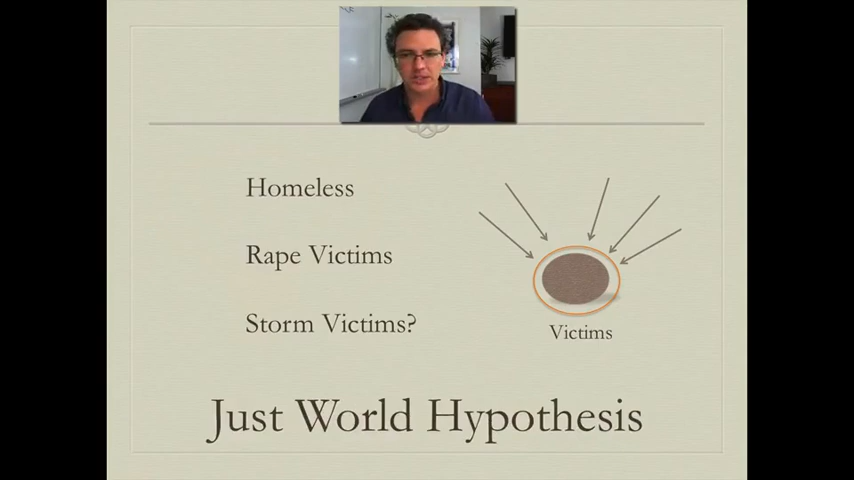 Homeless
Rape Victims
Storm Victims?
Victims
Just World Hypothesis